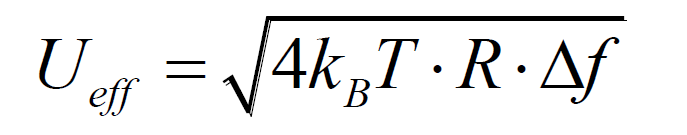 U_eff = √(4k_B T · R · Δf)